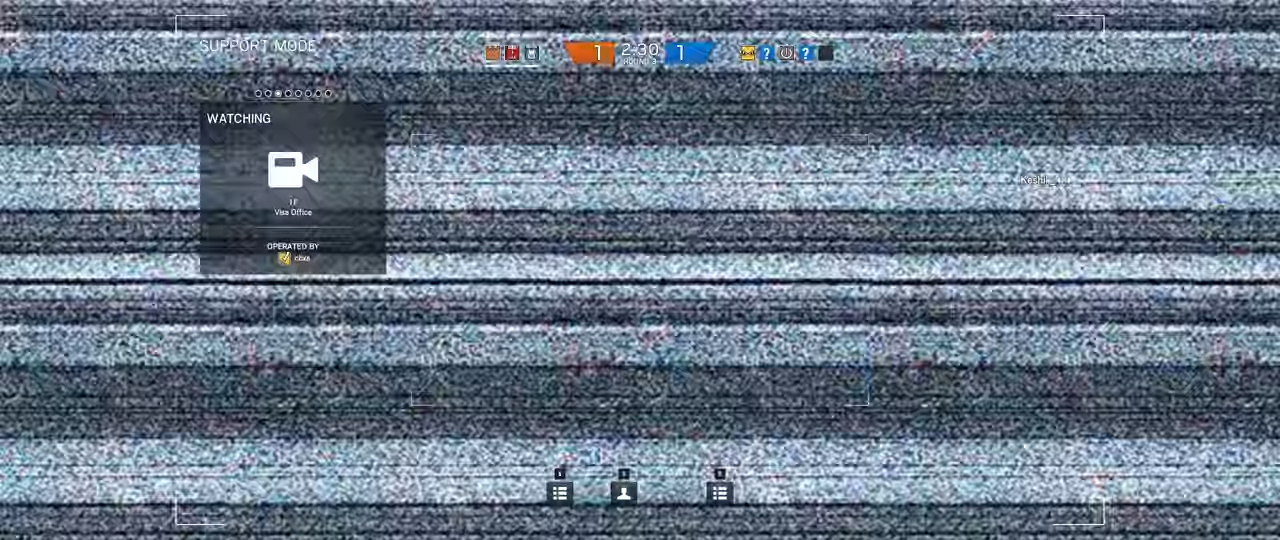 SUPPORT MODE
1 2:30 1
ROUND 3
WATCHING
1F
Visa Office
OPERATED BY